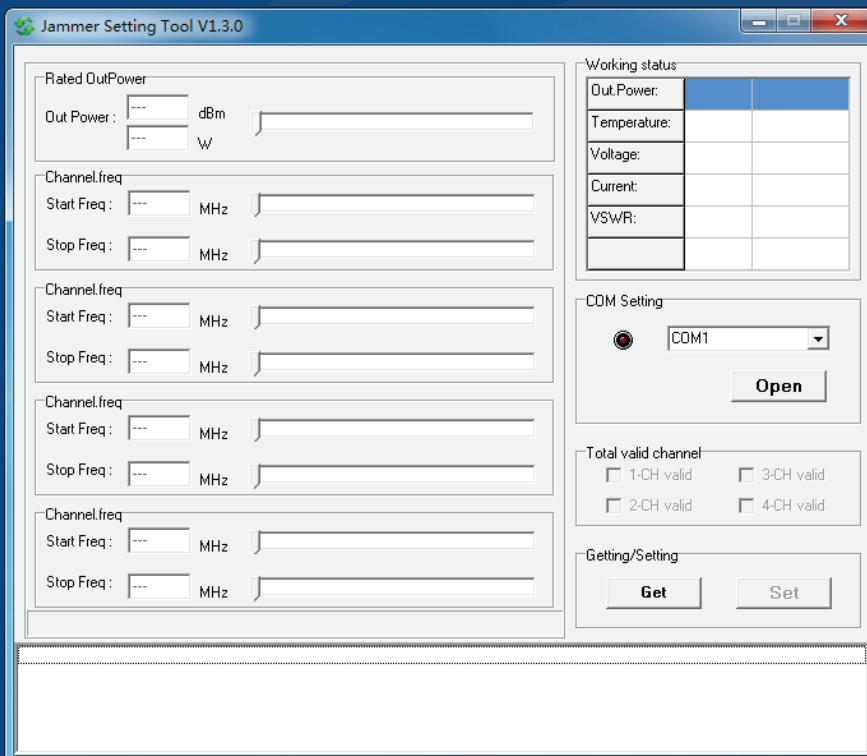 Jammer Setting Tool V1.3.0
Rated OutPower
Out Power :
---
dBm
---
W
Channel.freq
Start Freq :
---
MHz
Stop Freq :
---
MHz
Channel.freq
Start Freq :
---
MHz
Stop Freq :
---
MHz
Channel.freq
Start Freq :
---
MHz
Stop Freq :
---
MHz
Channel.freq
Start Freq :
---
MHz
Stop Freq :
---
MHz
Working status
Out.Power:
Temperature:
Voltage:
Current:
VSWR:
COM Setting
COM1
Open
Total valid channel
1-CH valid 3-CH valid
2-CH valid 4-CH valid
Getting/Setting
Get Set